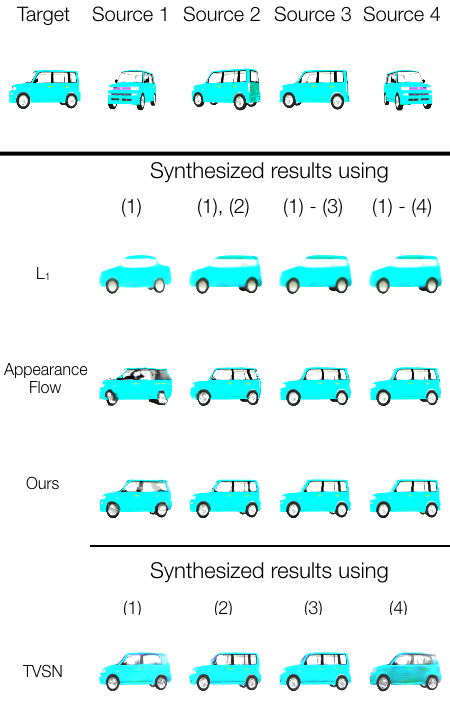 Target Source 1 Source 2 Source 3 Source 4
Synthesized results using
(1) (1), (2) (1) - (3) (1) - (4)
L₁
Appearance
Flow
Ours
Synthesized results using
(1) (2) (3) (4)
TVSN